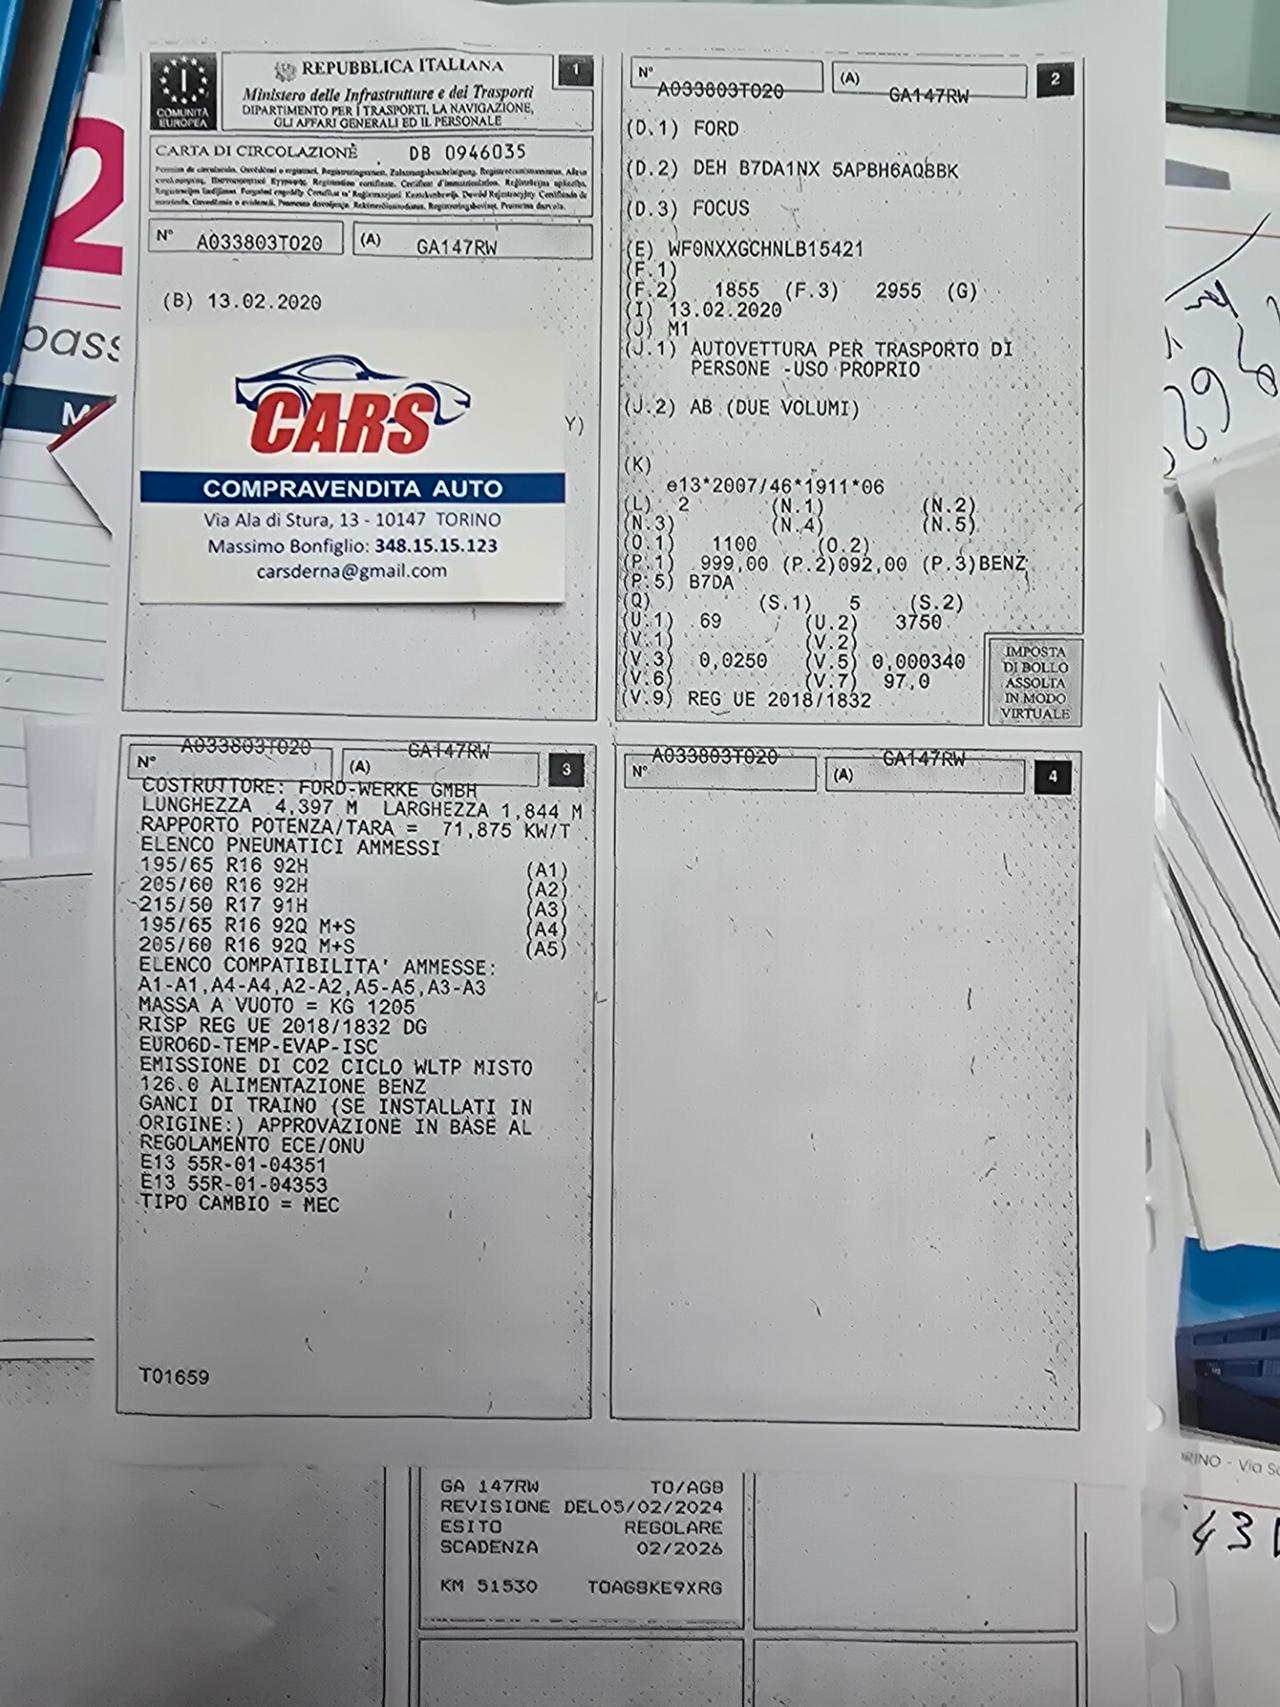 COMUNITÀ
EUROPEA
I
REPUBBLICA ITALIANA
Ministero delle Infrastrutture e dei Trasporti
DIPARTIMENTO PER I TRASPORTI, LA NAVIGAZIONE,
GLI AFFARI GENERALI ED IL PERSONALE
1
CARTA DI CIRCOLAZIONE DB 0946035
N° A033803TO20 (A) GA147RW
(B) 13.02.2020
Y)
CARS
COMPRAVENDITA AUTO
Via Ala di Stura, 13 - 10147 TORINO
Massimo Bonfiglio: 348.15.15.123
carsderna@gmail.com
N° A033803TO20 (A) GA147RW 2
(D.1) FORD
(D.2) DEH B7DA1NX 5APBH6AQBBK
(D.3) FOCUS
(E) WF0NXXGCHNLB15421
(F.1)
(F.2) 1855 (F.3) 2955 (G)
(I) 13.02.2020
(J) M1
(J.1) AUTOVETTURA PER TRASPORTO DI
PERSONE -USO PROPRIO
(J.2) AB (DUE VOLUMI)
(K)
e13*2007/46*1911*06
(L) 2 (N.1) (N.2)
(N.3) (N.4) (N.5)
(O.1) 1100 (O.2)
(P.1) 999,00 (P.2)092,00 (P.3)BENZ
(P.5) B7DA
(Q) (S.1) 5 (S.2)
(U.1) 69 (U.2) 3750
(V.1) (V.2)
(V.3) 0,0250 (V.5) 0,000340
(V.6) (V.7) 97,0
(V.9) REG UE 2018/1832
IMPOSTA
DI BOLLO
ASSOLTA
IN MODO
VIRTUALE
N° A033803TO20 (A) GA147RW 3
COSTRUTTORE: FORD-WERKE GMBH
LUNGHEZZA 4,397 M LARGHEZZA 1,844 M
RAPPORTO POTENZA/TARA = 71,875 KW/T
ELENCO PNEUMATICI AMMESSI
195/65 R16 92H (A1)
205/60 R16 92H (A2)
215/50 R17 91H (A3)
195/65 R16 92Q M+S (A4)
205/60 R16 92Q M+S (A5)
ELENCO COMPATIBILITA' AMMESSE:
A1-A1,A4-A4,A2-A2,A5-A5,A3-A3
MASSA A VUOTO = KG 1205
RISP REG UE 2018/1832 DG
EURO6D-TEMP-EVAP-ISC
EMISSIONE DI CO2 CICLO WLTP MISTO
126.0 ALIMENTAZIONE BENZ
GANCI DI TRAINO (SE INSTALLATI IN
ORIGINE:) APPROVAZIONE IN BASE AL
REGOLAMENTO ECE/ONU
E13 55R-01-04351
E13 55R-01-04353
TIPO CAMBIO = MEC
T01659
N° A033803TO20 (A) GA147RW 4
GA 147RW TO/AG8
REVISIONE DEL05/02/2024
ESITO REGOLARE
SCADENZA 02/2026
KM 51530 TOAG8KE9XRG
2
pass
M
RINO - Via
43